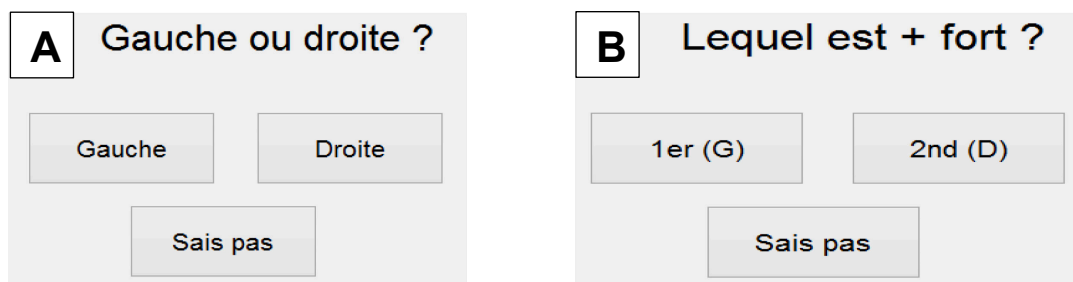 A Gauche ou droite ?
Gauche Droite
Sais pas
B Lequel est + fort ?
1er (G) 2nd (D)
Sais pas